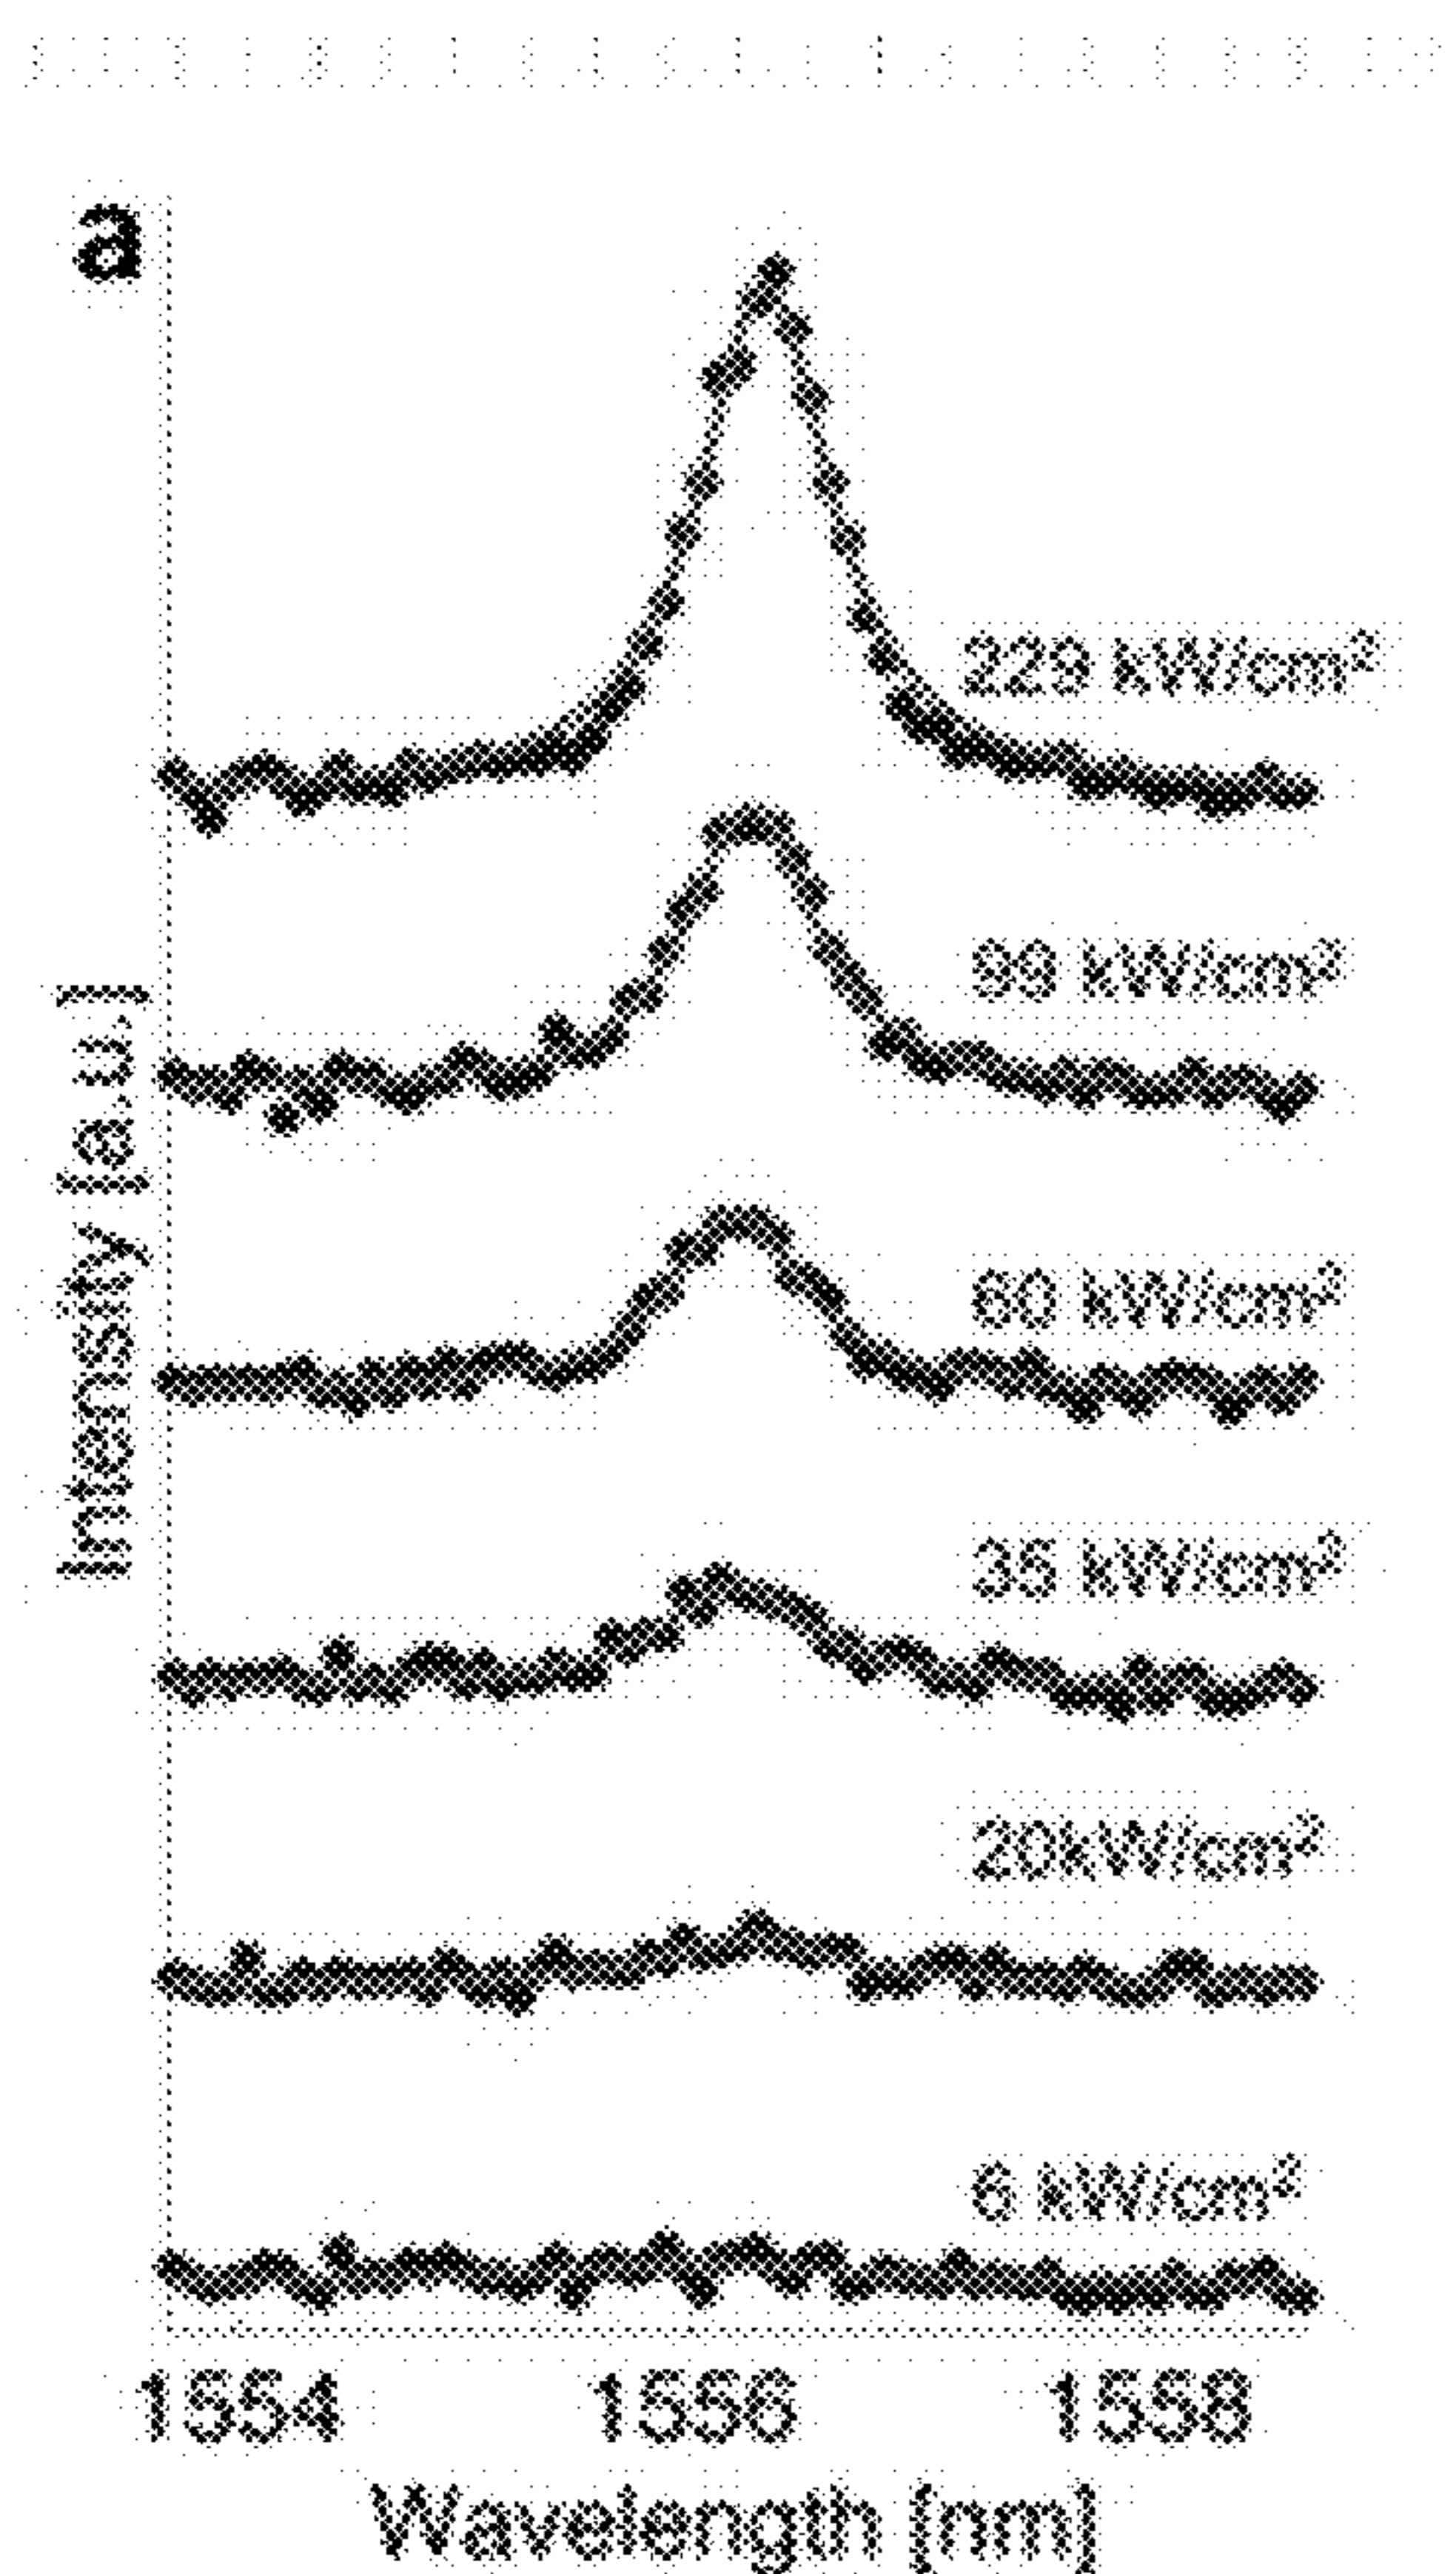 a
229 kW/cm²
99 kW/cm²
60 kW/cm²
35 kW/cm²
20kW/cm²
6 kW/cm²
Intensity [a.u.]
1554 1556 1558
Wavelength [nm]